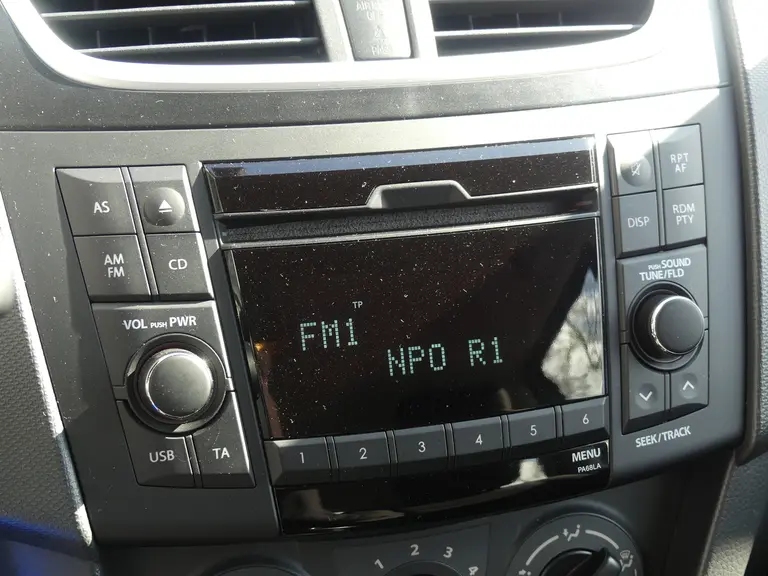 AIRBAG
AS
AM
FM
CD
VOL PUSH PWR
USB
TA
TP
FM1
NPO R1
1 2 3 4 5 6
MENU
PA68LA
RPT
AF
DISP
RDM
PTY
PUSH SOUND
TUNE/FLD
SEEK/TRACK
1 2 3 4